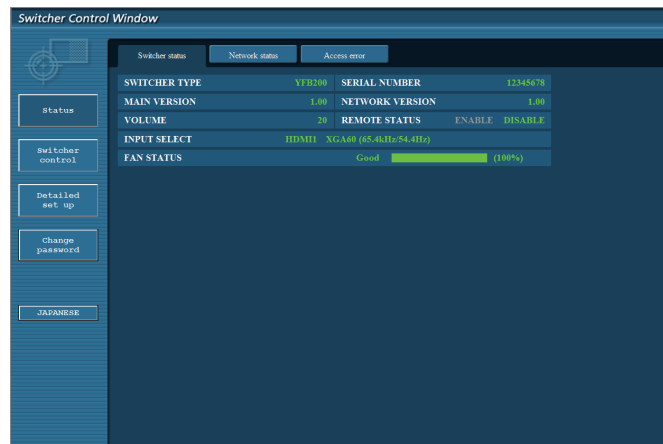 Switcher Control Window
Switcher status Network status Access error
SWITCHER TYPE YFB200 SERIAL NUMBER 12345678
MAIN VERSION 1.00 NETWORK VERSION 1.00
VOLUME 20 REMOTE STATUS ENABLE DISABLE
INPUT SELECT HDMI1 XGA60 (65.4kHz/54.4Hz)
FAN STATUS Good (100%)
Status
Switcher
control
Detailed
set up
Change
password
JAPANESE